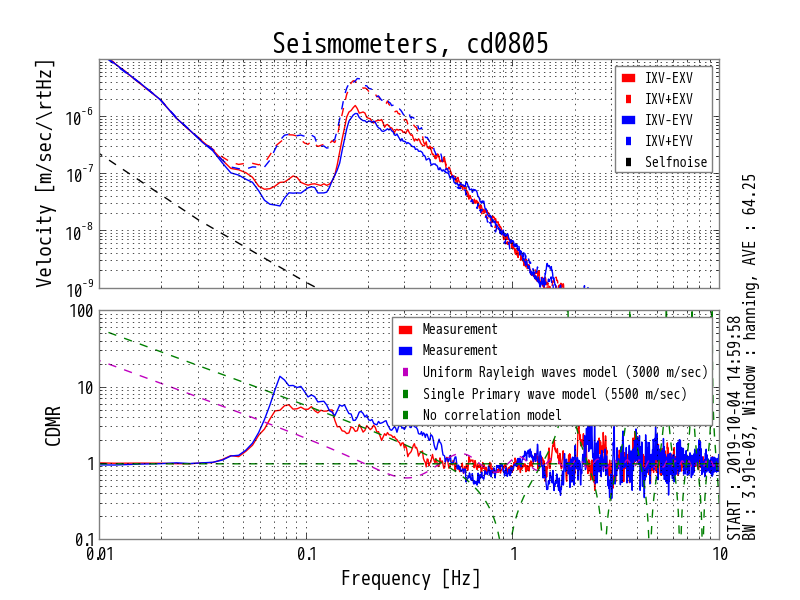 Seismometers, cd0805
Velocity [m/sec/\rtHz]
10^-6
10^-7
10^-8
10^-9
IXV-EXV
IXV+EXV
IXV-EYV
IXV+EYV
Selfnoise
CDMR
100
10
1
0.1
Measurement
Measurement
Uniform Rayleigh waves model (3000 m/sec)
Single Primary wave model (5500 m/sec)
No correlation model
0.01
0.1
1
10
Frequency [Hz]
START : 2019-10-04 14:59:58
BW : 3.91e-03, Window : hanning, AVE : 64.25